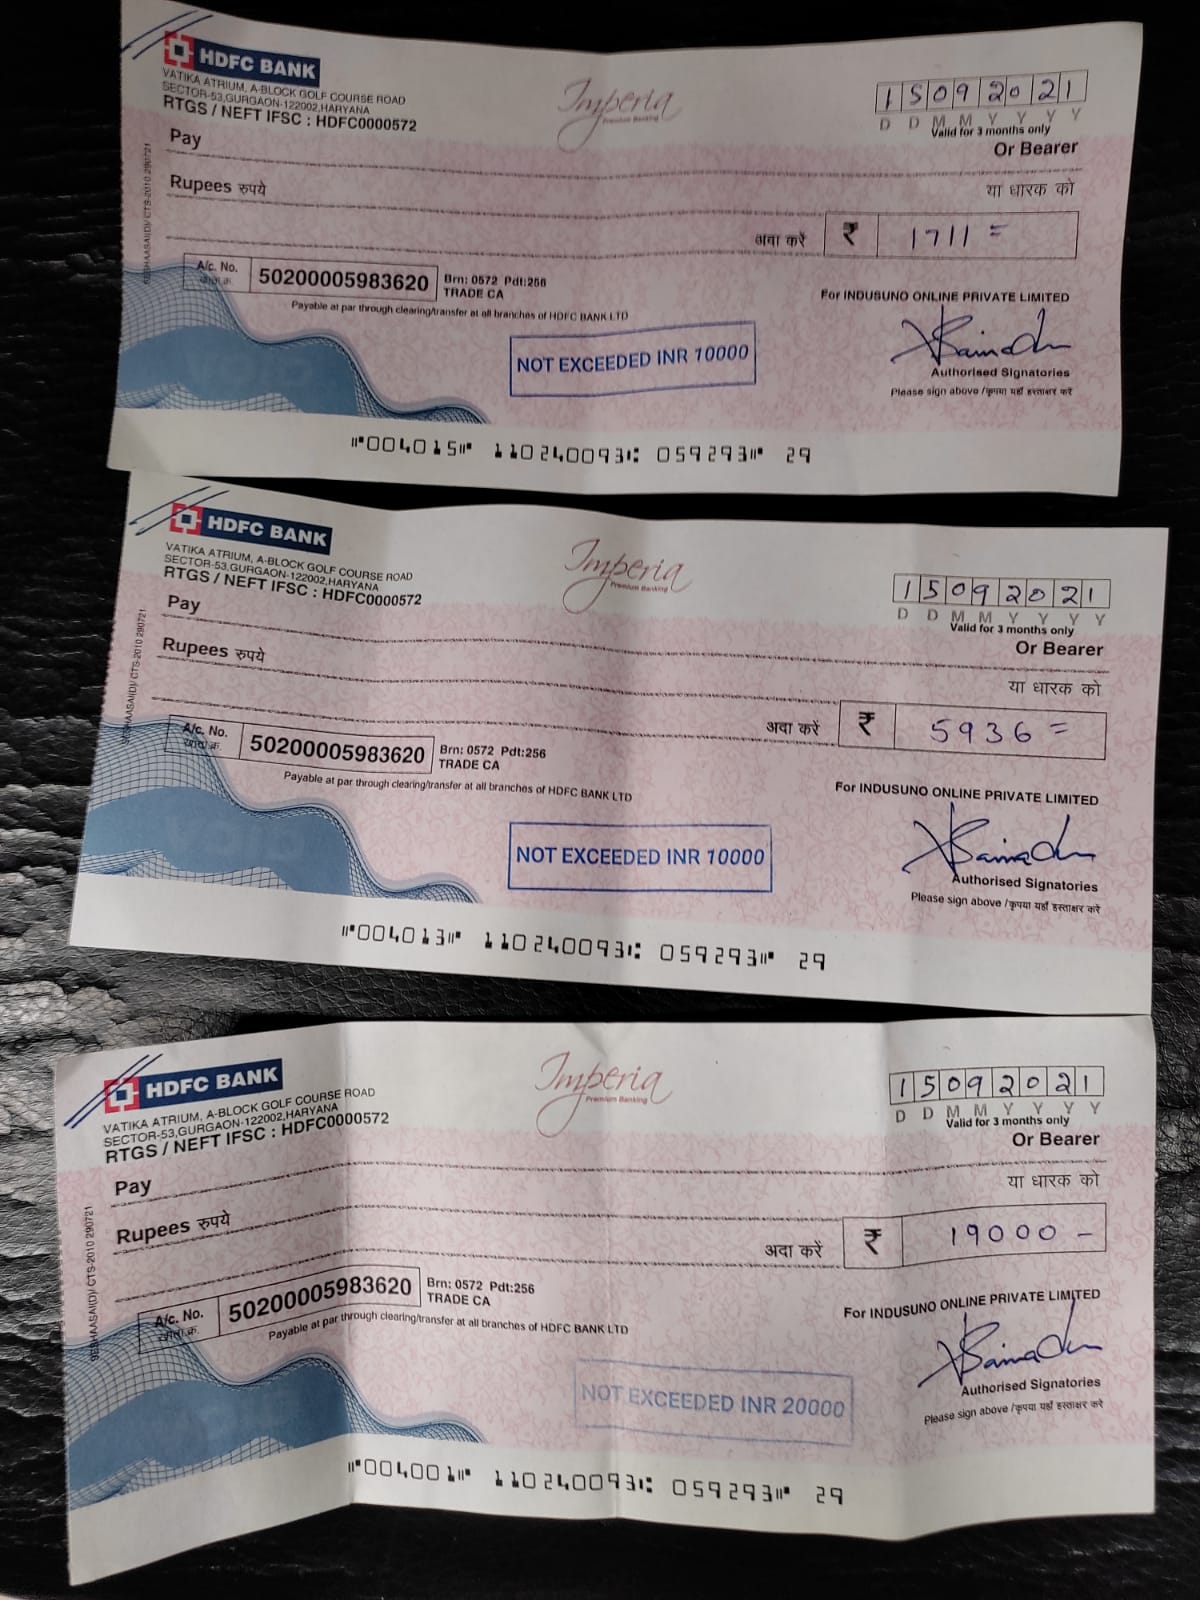 HDFC BANK
VATIKA ATRIUM, A-BLOCK GOLF COURSE ROAD
SECTOR-53,GURGAON-122002,HARYANA
RTGS / NEFT IFSC : HDFC0000572
Imperia
Premium Banking
15092021
D D M M Y Y Y Y
Valid for 3 months only
Pay
Or Bearer
Rupees रुपये
या धारक को
अदा करें ₹ 1711=
A/c. No. 50200005983620 Brn: 0572 Pdt:256
खाता क्र. TRADE CA
Payable at par through clearing/transfer at all branches of HDFC BANK LTD
For INDUSUNO ONLINE PRIVATE LIMITED
NOT EXCEEDED INR 10000
Authorised Signatories
Please sign above /कृपया यहाँ हस्ताक्षर करें
⑈004015⑈ 110240093⑆ 059293⑈ 29
HDFC BANK
VATIKA ATRIUM, A-BLOCK GOLF COURSE ROAD
SECTOR-53,GURGAON-122002,HARYANA
RTGS / NEFT IFSC : HDFC0000572
Imperia
Premium Banking
15092021
D D M M Y Y Y Y
Valid for 3 months only
Pay
Or Bearer
Rupees रुपये
या धारक को
अदा करें ₹ 5936=
A/c. No. 50200005983620 Brn: 0572 Pdt:256
खाता क्र. TRADE CA
Payable at par through clearing/transfer at all branches of HDFC BANK LTD
For INDUSUNO ONLINE PRIVATE LIMITED
NOT EXCEEDED INR 10000
Authorised Signatories
Please sign above /कृपया यहाँ हस्ताक्षर करें
⑈004013⑈ 110240093⑆ 059293⑈ 29
HDFC BANK
VATIKA ATRIUM, A-BLOCK GOLF COURSE ROAD
SECTOR-53,GURGAON-122002,HARYANA
RTGS / NEFT IFSC : HDFC0000572
Imperia
Premium Banking
15092021
D D M M Y Y Y Y
Valid for 3 months only
Pay
Or Bearer
Rupees रुपये
या धारक को
अदा करें ₹ 19000-
A/c. No. 50200005983620 Brn: 0572 Pdt:256
खाता क्र. TRADE CA
Payable at par through clearing/transfer at all branches of HDFC BANK LTD
For INDUSUNO ONLINE PRIVATE LIMITED
NOT EXCEEDED INR 20000
Authorised Signatories
Please sign above /कृपया यहाँ हस्ताक्षर करें
⑈004001⑈ 110240093⑆ 059293⑈ 29